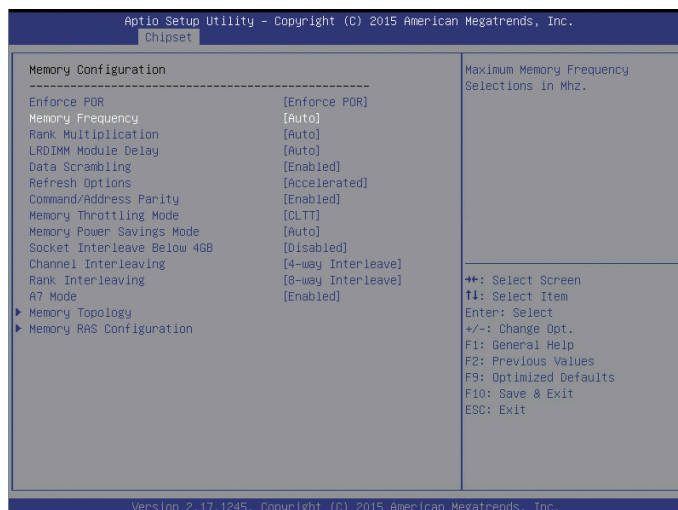 Aptio Setup Utility – Copyright (C) 2015 American Megatrends, Inc.
Chipset
Memory Configuration
--------------------------------------------------
Enforce POR [Enforce POR]
Memory Frequency [Auto]
Rank Multiplication [Auto]
LRDIMM Module Delay [Auto]
Data Scrambling [Enabled]
Refresh Options [Accelerated]
Command/Address Parity [Enabled]
Memory Throttling Mode [CLTT]
Memory Power Savings Mode [Auto]
Socket Interleave Below 4GB [Disabled]
Channel Interleaving [4-way Interleave]
Rank Interleaving [8-way Interleave]
A7 Mode [Enabled]
▶ Memory Topology
▶ Memory RAS Configuration
Maximum Memory Frequency
Selections in Mhz.
→←: Select Screen
↑↓: Select Item
Enter: Select
+/-: Change Opt.
F1: General Help
F2: Previous Values
F9: Optimized Defaults
F10: Save & Exit
ESC: Exit
Version 2.17.1245. Copyright (C) 2015 American Megatrends, Inc.